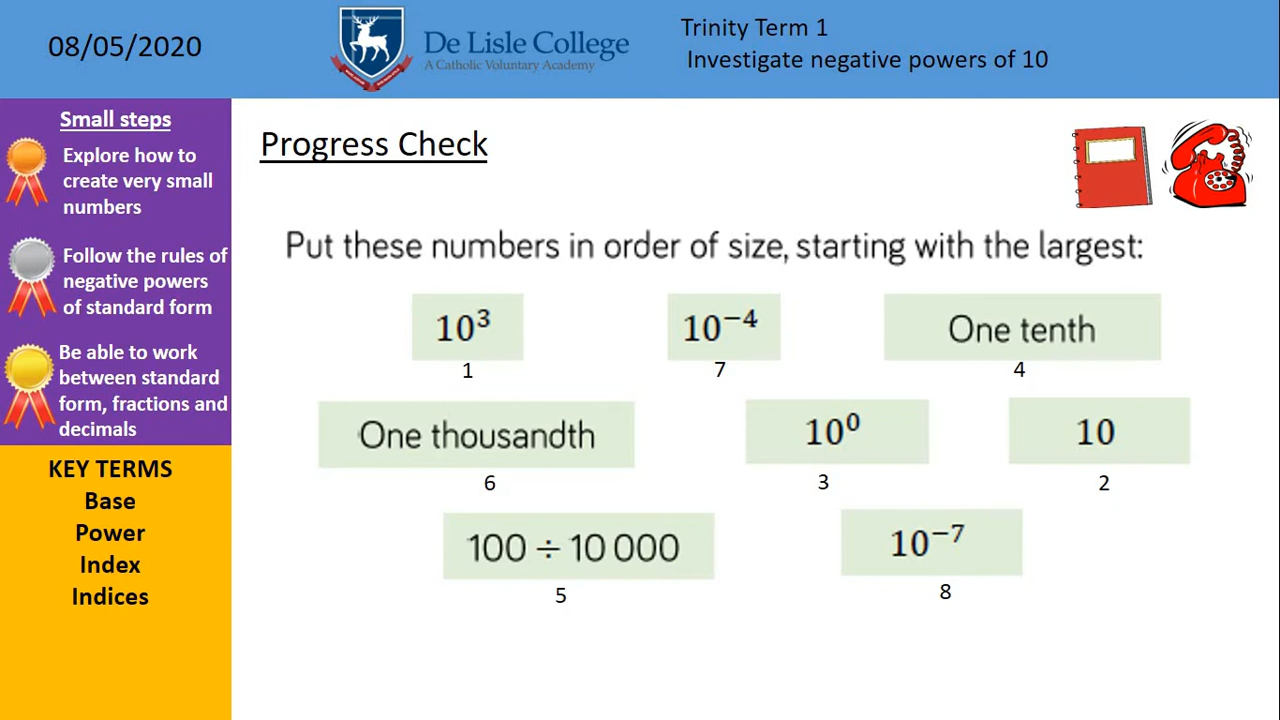 08/05/2020
De Lisle College
A Catholic Voluntary Academy
Trinity Term 1
Investigate negative powers of 10
Small steps
Explore how to
create very small
numbers
Follow the rules of
negative powers
of standard form
Be able to work
between standard
form, fractions and
decimals
KEY TERMS
Base
Power
Index
Indices
Progress Check
Put these numbers in order of size, starting with the largest:
10³ 10⁻⁴ One tenth
1 7 4
One thousandth 10⁰ 10
6 3 2
100 ÷ 10 000 10⁻⁷
5 8